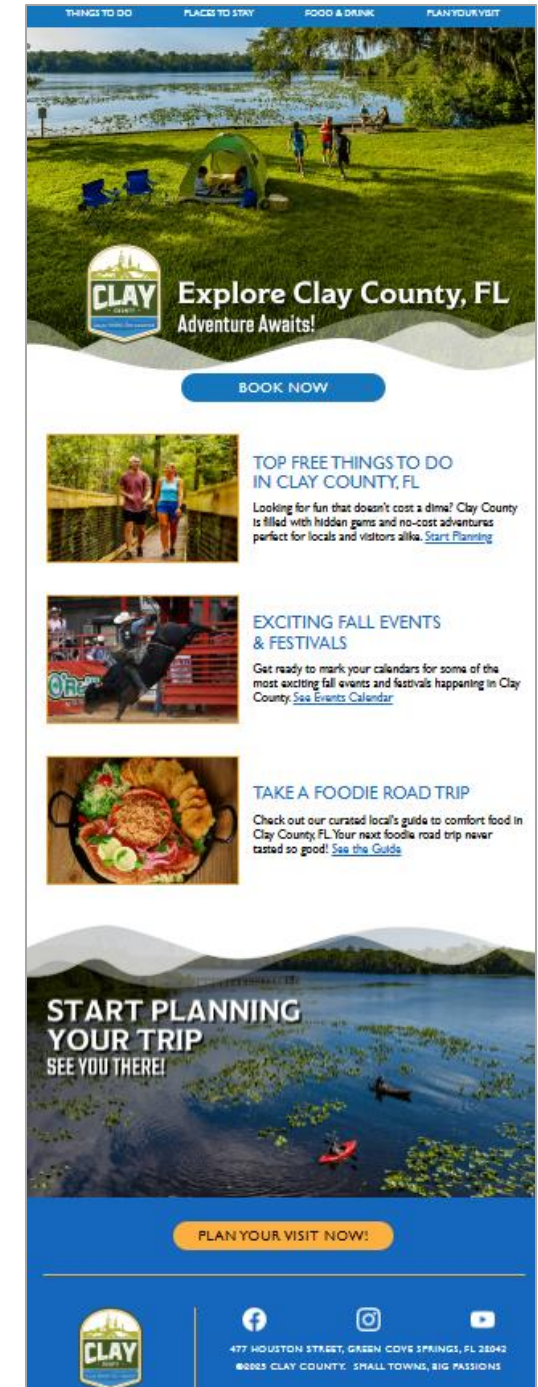 THINGS TO DO
PLACES TO STAY
FOOD & DRINK
PLAN YOUR VISIT
CLAY
COUNTY
Explore Clay County, FL
Adventure Awaits!
BOOK NOW
TOP FREE THINGS TO DO
IN CLAY COUNTY, FL
Looking for fun that doesn't cost a dime? Clay County
is filled with hidden gems and no-cost adventures
perfect for locals and visitors alike. Start Planning
EXCITING FALL EVENTS
& FESTIVALS
Get ready to mark your calendars for some of the
most exciting fall events and festivals happening in Clay
County. See Events Calendar
TAKE A FOODIE ROAD TRIP
Check out our curated local's guide to comfort food in
Clay County, FL. Your next foodie road trip never
tasted so good! See the Guide
START PLANNING
YOUR TRIP
SEE YOU THERE!
PLAN YOUR VISIT NOW!
CLAY
COUNTY
477 HOUSTON STREET, GREEN COVE SPRINGS, FL 32042
©2025 CLAY COUNTY. SMALL TOWNS, BIG PASSIONS